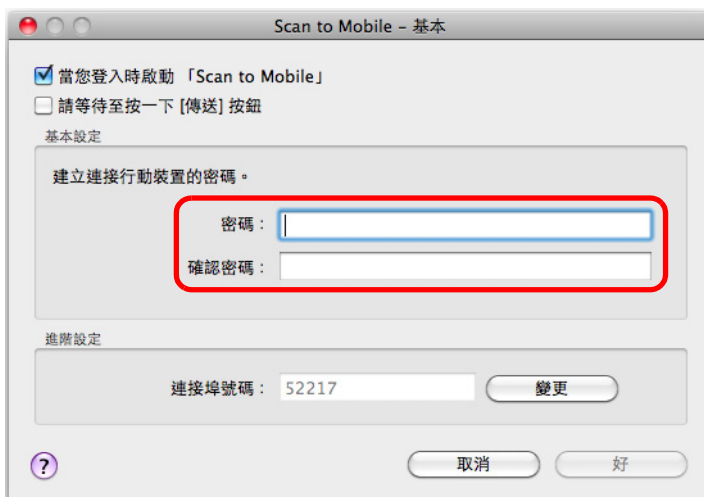 Scan to Mobile – 基本
當您登入時啟動 「Scan to Mobile」
請等待至按一下 [傳送] 按鈕
基本設定
建立連接行動裝置的密碼。
密碼：
確認密碼：
進階設定
連接埠號碼： 52217 變更
? 取消 好